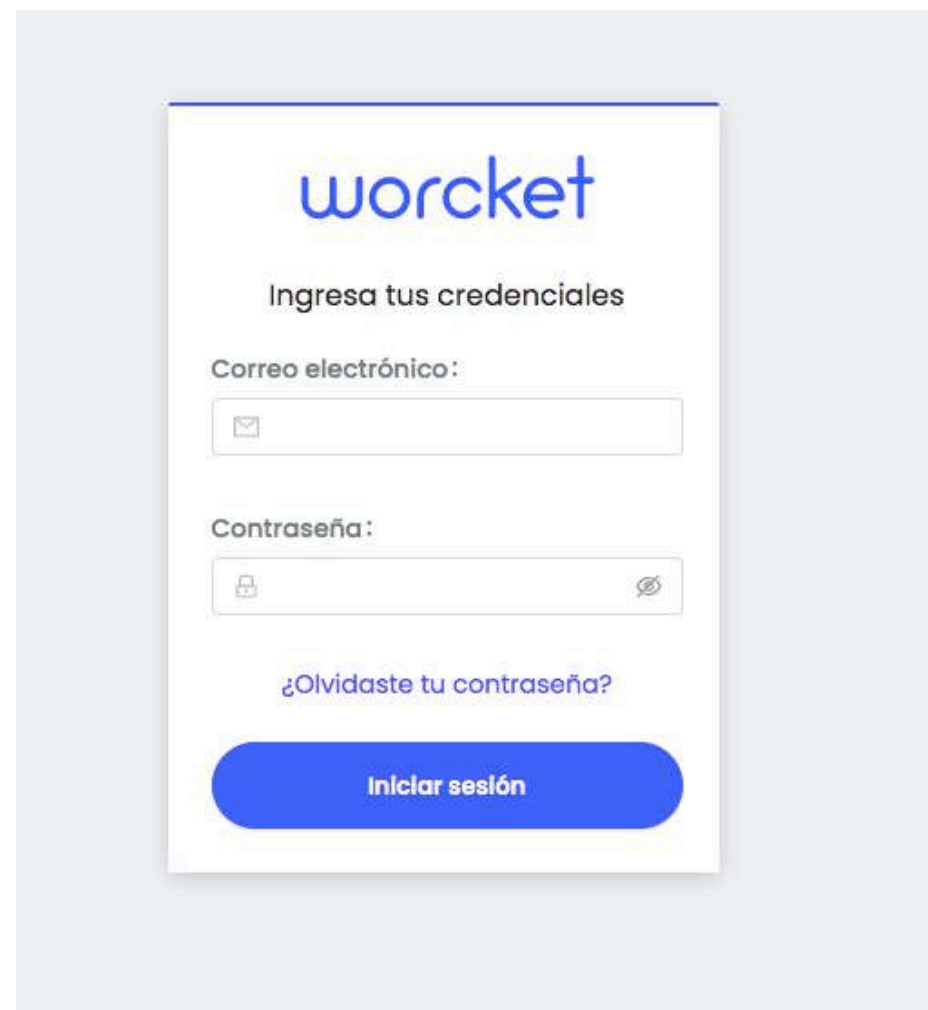 worcket
Ingresa tus credenciales
Correo electrónico:
Contraseña:
¿Olvidaste tu contraseña?
Iniciar sesión